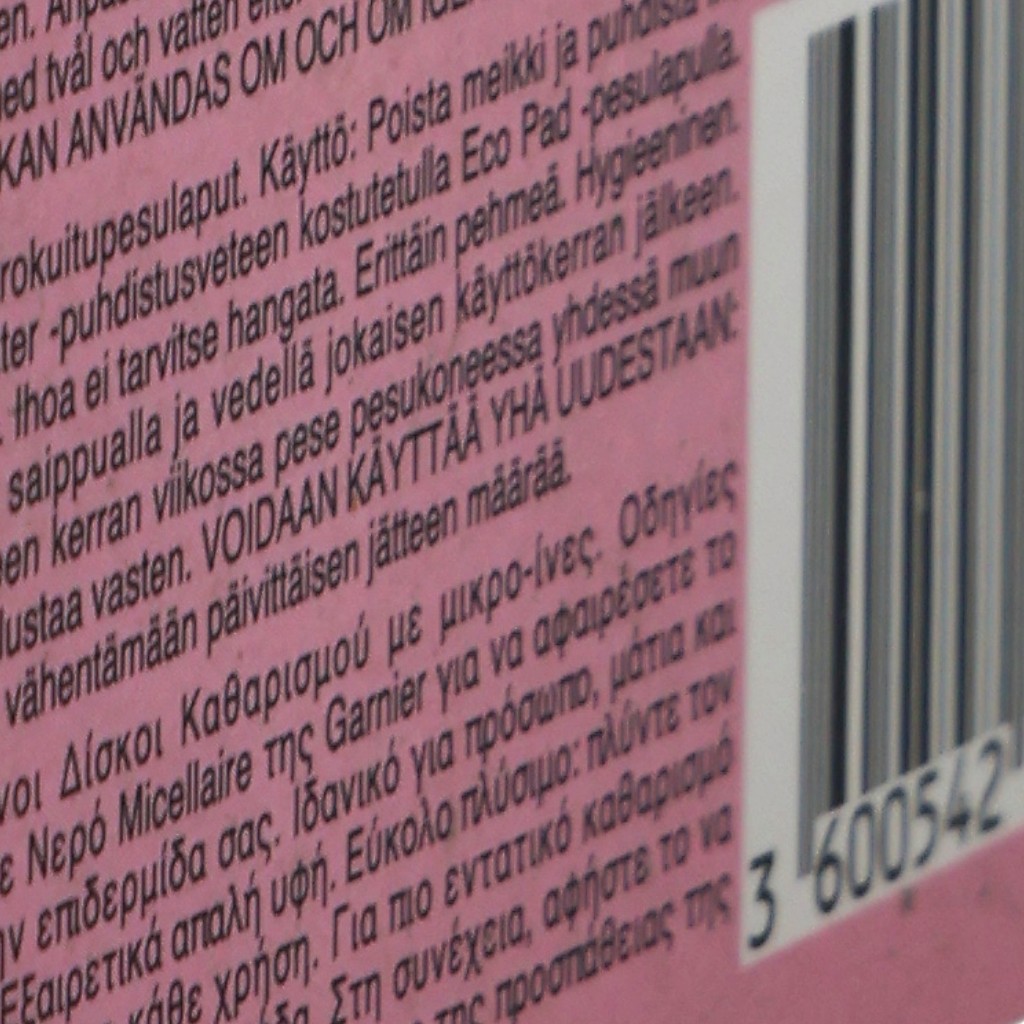 tvål och vatten
KAN ANVÄNDAS OM OCH OM
rokuitupesulaput. Käyttö: Poista meikki ja puhdista
ter -puhdistusveteen kostutetulla Eco Pad -pesulapulla.
. Ihoa ei tarvitse hangata. Erittäin pehmeä. Hygieeninen.
saippualla ja vedellä jokaisen käyttökerran jälkeen.
een kerran viikossa pese pesukoneessa yhdessä muun
lustaa vasten. VOIDAAN KÄYTTÄÄ YHÄ UUDESTAAN:
vähentämään päivittäisen jätteen määrää.
νοι Δίσκοι Καθαρισμού με μικρο-ίνες. Οδηγίες
ε Νερό Micellaire της Garnier για να αφαιρέσετε το
ν επιδερμίδα σας. Ιδανικό για πρόσωπο, μάτια και
Εξαιρετικά απαλή υφή. Εύκολο πλύσιμο: πλύντε τον
κάθε χρήση. Για πιο εντατικό καθαρισμό
δα. Στη συνέχεια, αφήστε το να
της προσπάθειας της
3 600542